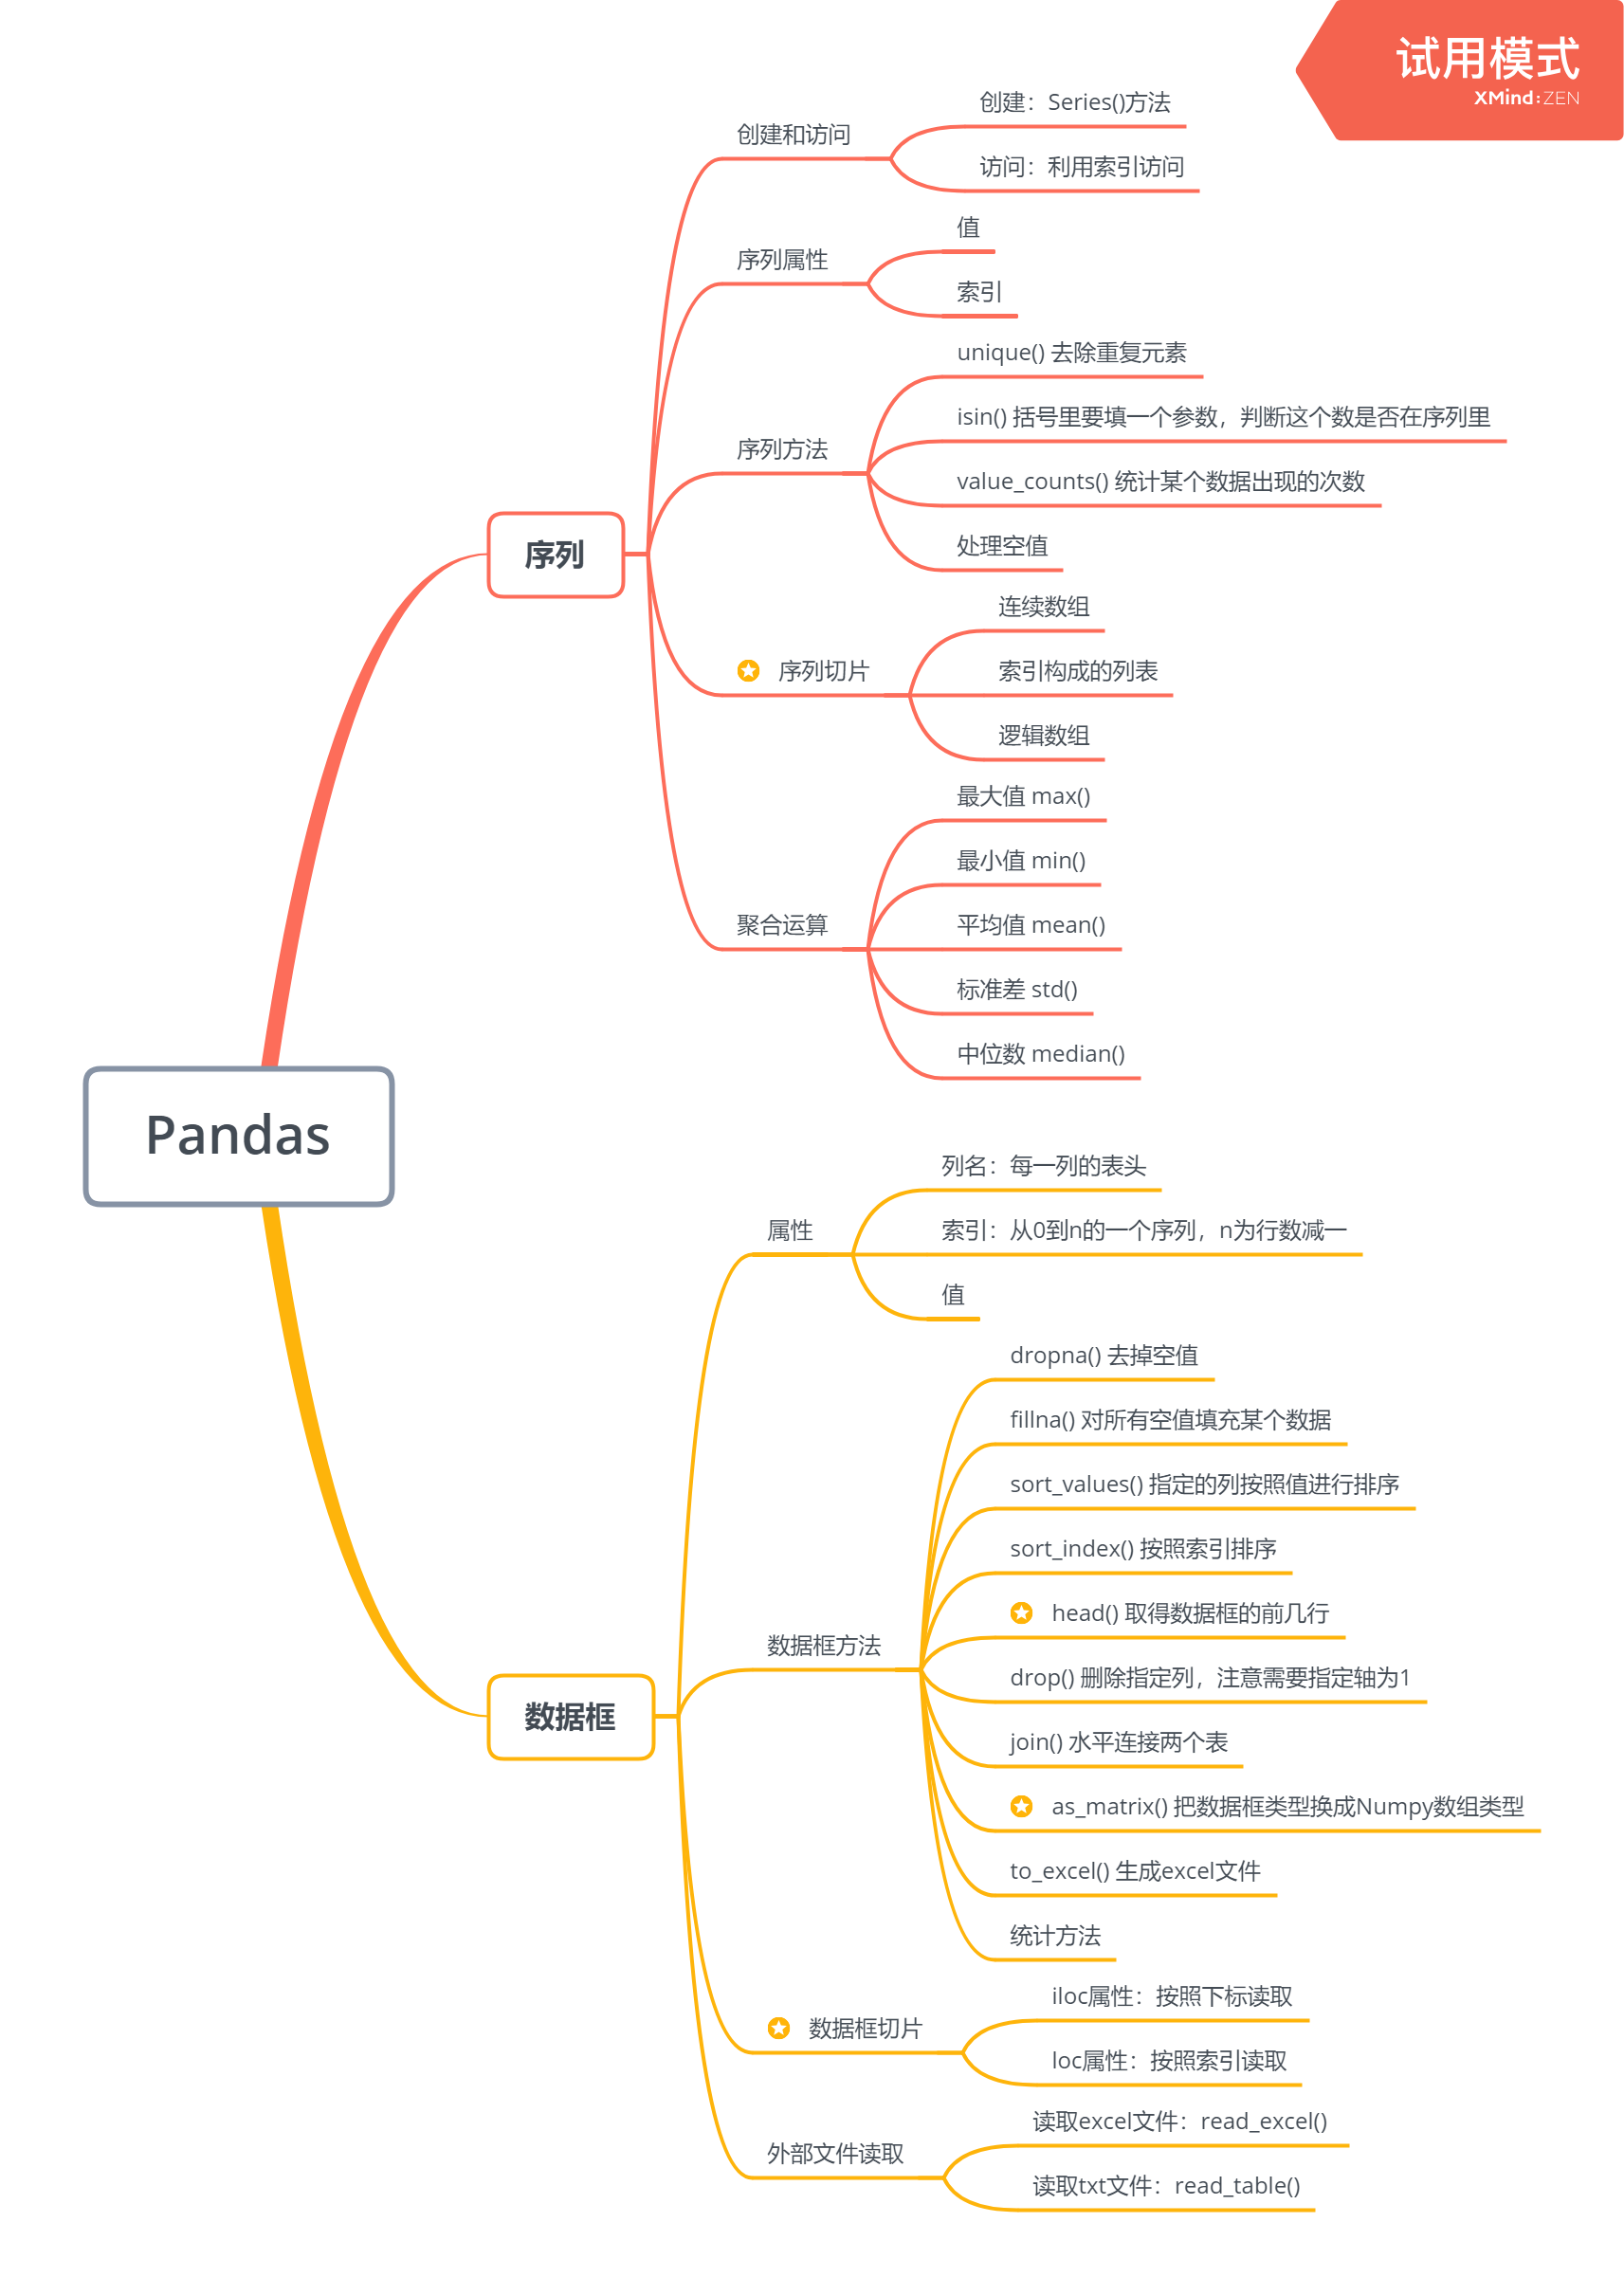 试用模式
XMind:ZEN
Pandas
序列
创建和访问
创建：Series()方法
访问：利用索引访问
序列属性
值
索引
序列方法
unique() 去除重复元素
isin() 括号里要填一个参数，判断这个数是否在序列里
value_counts() 统计某个数据出现的次数
处理空值
序列切片
连续数组
索引构成的列表
逻辑数组
聚合运算
最大值 max()
最小值 min()
平均值 mean()
标准差 std()
中位数 median()
数据框
属性
列名：每一列的表头
索引：从0到n的一个序列，n为行数减一
值
数据框方法
dropna() 去掉空值
fillna() 对所有空值填充某个数据
sort_values() 指定的列按照值进行排序
sort_index() 按照索引排序
head() 取得数据框的前几行
drop() 删除指定列，注意需要指定轴为1
join() 水平连接两个表
as_matrix() 把数据框类型换成Numpy数组类型
to_excel() 生成excel文件
统计方法
数据框切片
iloc属性：按照下标读取
loc属性：按照索引读取
外部文件读取
读取excel文件：read_excel()
读取txt文件：read_table()